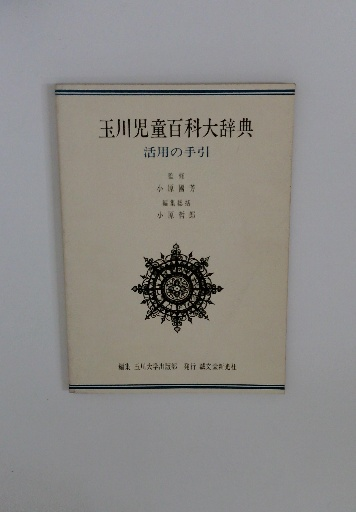 玉川児童百科大辞典
活用の手引
監修
小原國芳
編集総括
小原哲郎
編集 玉川大学出版部 発行 誠文堂新光社